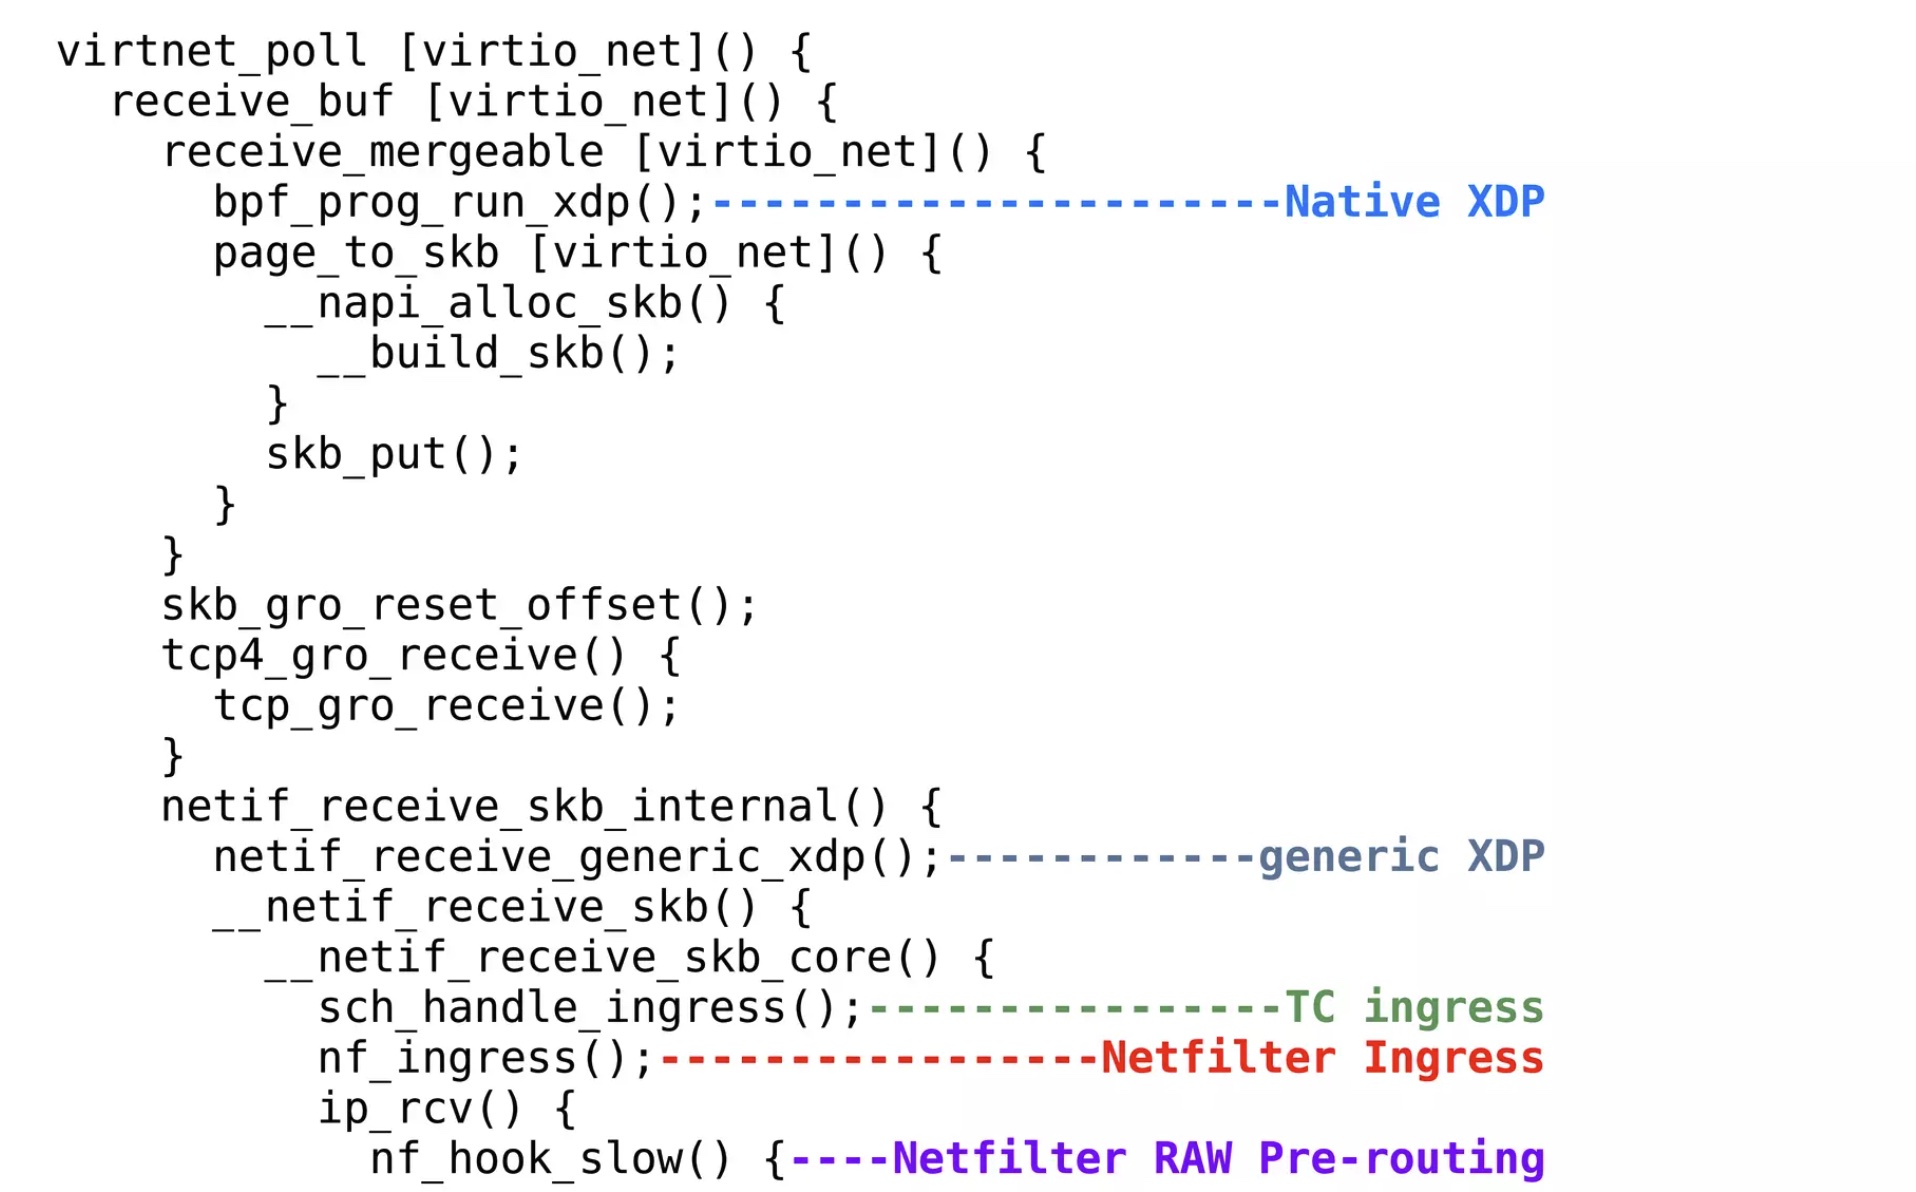 virtnet_poll [virtio_net]() {
  receive_buf [virtio_net]() {
    receive_mergeable [virtio_net]() {
      bpf_prog_run_xdp();----------------------Native XDP
      page_to_skb [virtio_net]() {
        __napi_alloc_skb() {
          __build_skb();
        }
        skb_put();
      }
    }
    skb_gro_reset_offset();
    tcp4_gro_receive() {
      tcp_gro_receive();
    }
    netif_receive_skb_internal() {
      netif_receive_generic_xdp();------------generic XDP
      __netif_receive_skb() {
        __netif_receive_skb_core() {
          sch_handle_ingress();----------------TC ingress
          nf_ingress();-----------------Netfilter Ingress
          ip_rcv() {
            nf_hook_slow() {----Netfilter RAW Pre-routing